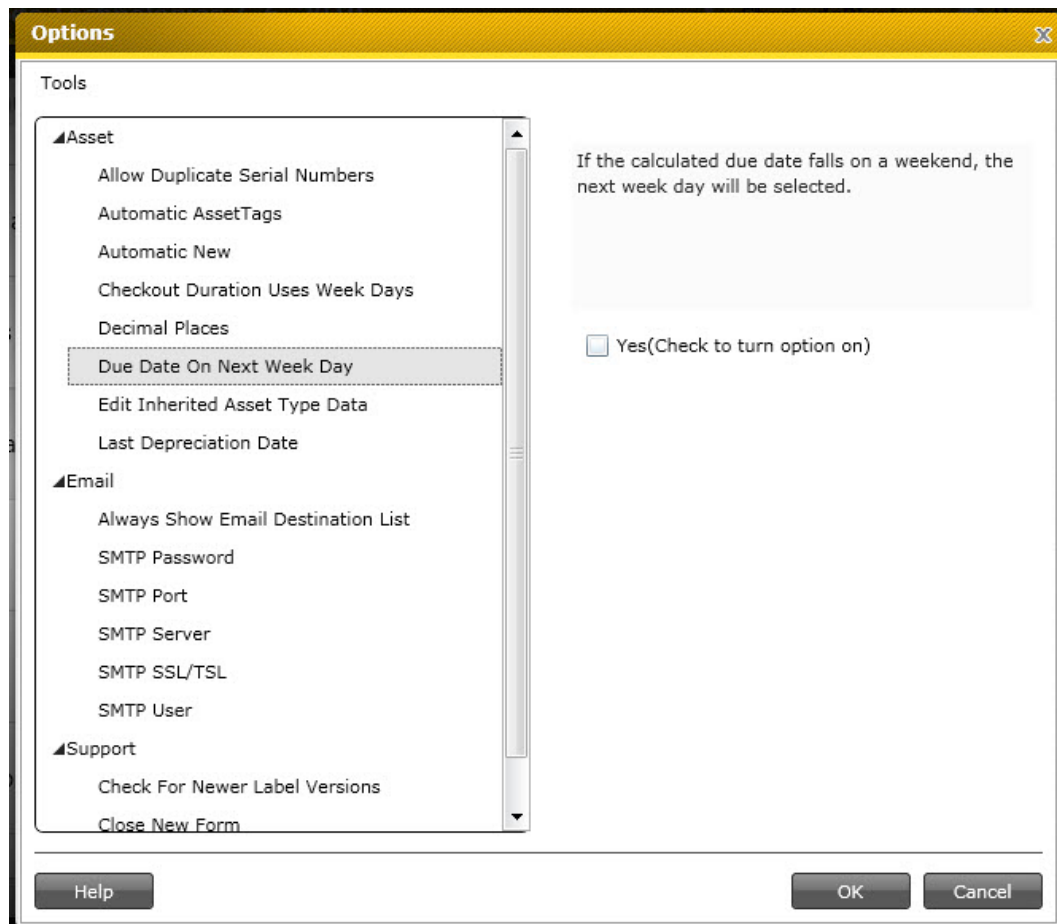 Options
Tools
Asset
Allow Duplicate Serial Numbers
Automatic AssetTags
Automatic New
Checkout Duration Uses Week Days
Decimal Places
Due Date On Next Week Day
Edit Inherited Asset Type Data
Last Depreciation Date
Email
Always Show Email Destination List
SMTP Password
SMTP Port
SMTP Server
SMTP SSL/TSL
SMTP User
Support
Check For Newer Label Versions
Close New Form
If the calculated due date falls on a weekend, the
next week day will be selected.
Yes(Check to turn option on)
Help
OK
Cancel